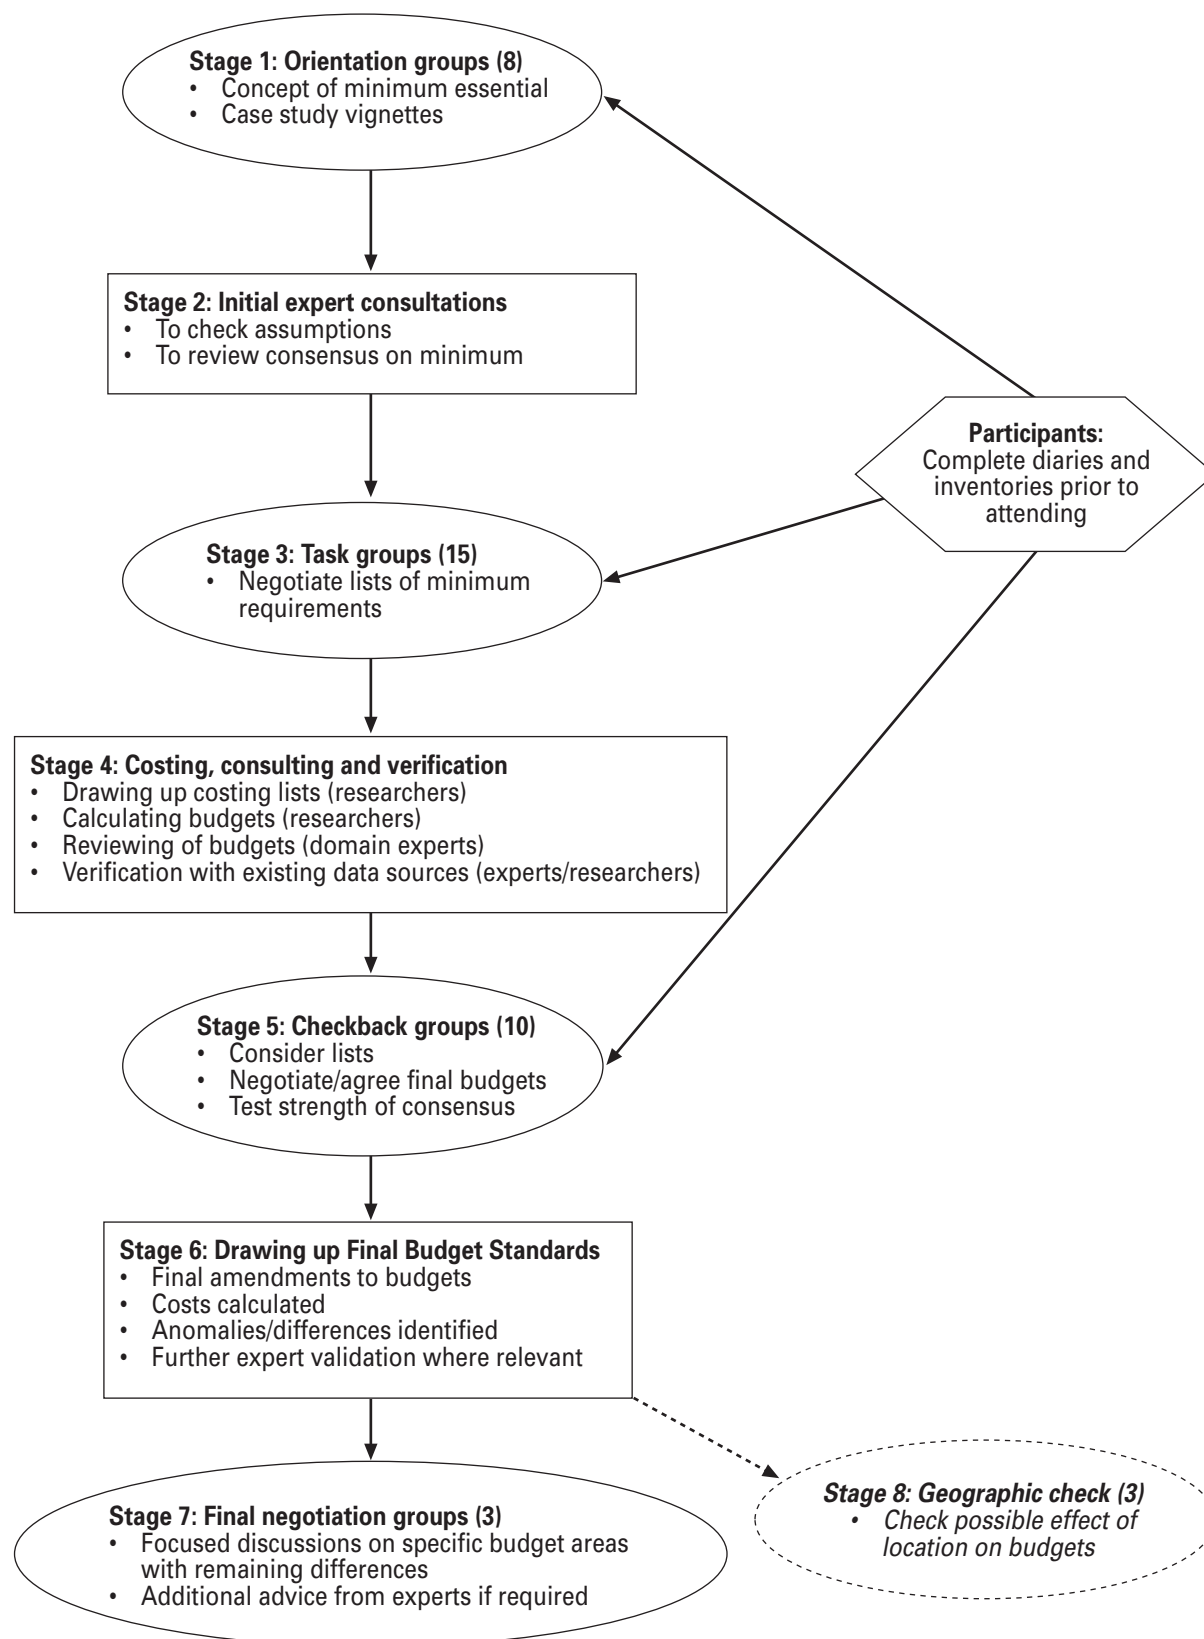 Stage 1: Orientation groups (8)
• Concept of minimum essential
• Case study vignettes
Stage 2: Initial expert consultations
• To check assumptions
• To review consensus on minimum
Participants:
Complete diaries and
inventories prior to
attending
Stage 3: Task groups (15)
• Negotiate lists of minimum
requirements
Stage 4: Costing, consulting and verification
• Drawing up costing lists (researchers)
• Calculating budgets (researchers)
• Reviewing of budgets (domain experts)
• Verification with existing data sources (experts/researchers)
Stage 5: Checkback groups (10)
• Consider lists
• Negotiate/agree final budgets
• Test strength of consensus
Stage 6: Drawing up Final Budget Standards
• Final amendments to budgets
• Costs calculated
• Anomalies/differences identified
• Further expert validation where relevant
Stage 7: Final negotiation groups (3)
• Focused discussions on specific budget areas
with remaining differences
• Additional advice from experts if required
Stage 8: Geographic check (3)
• Check possible effect of
location on budgets